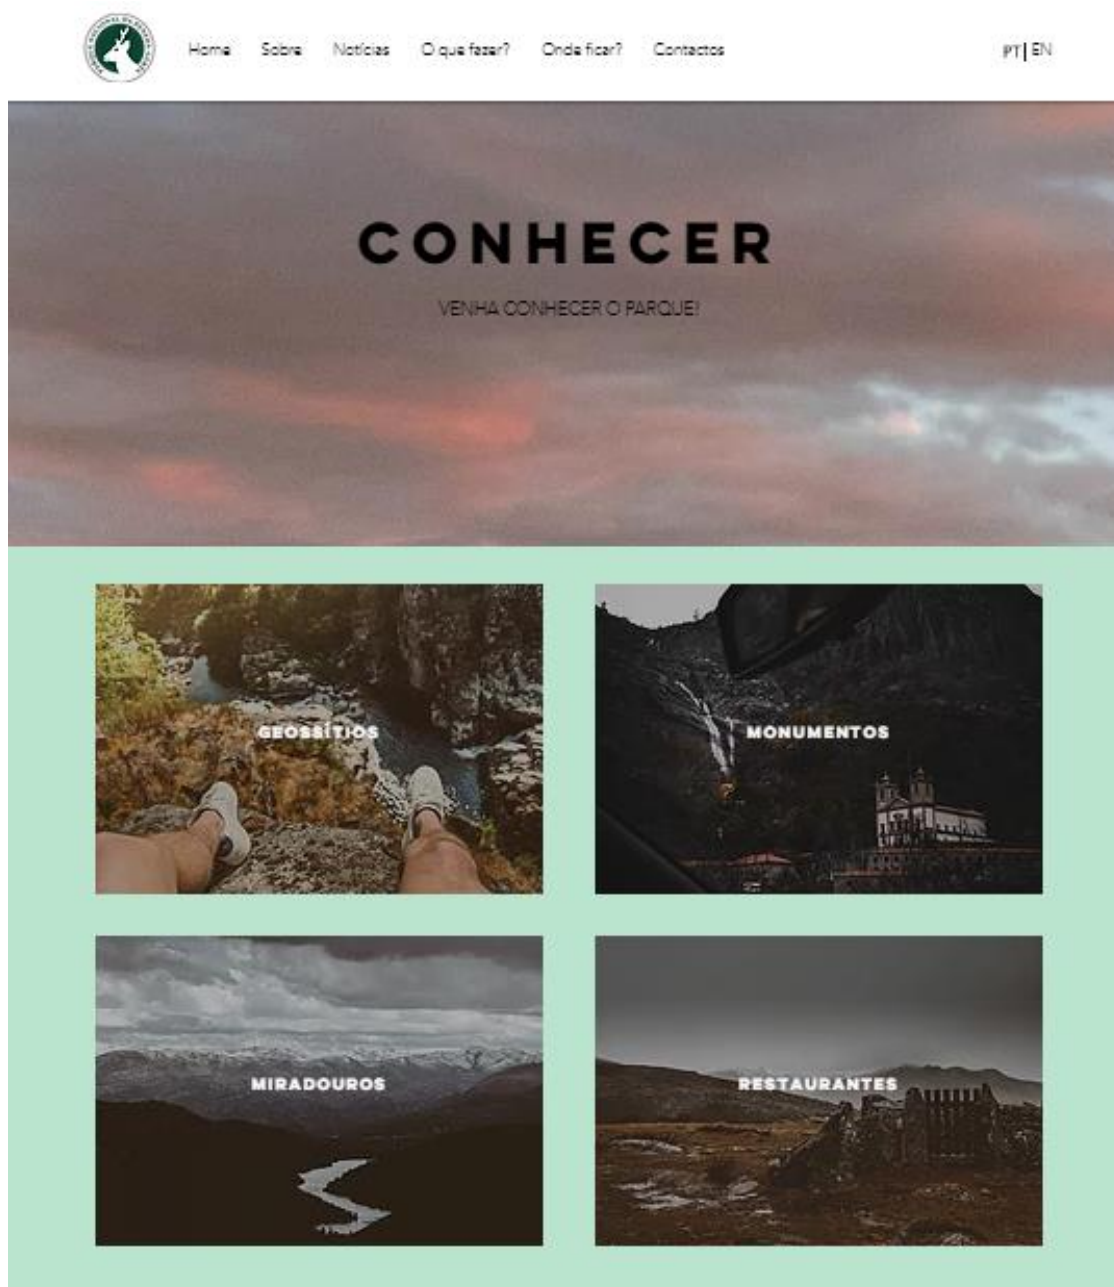 Home Sobre Notícias O que fazer? Onde ficar? Contactos PT| EN
CONHECER
VENHA CONHECER O PARQUE!
GEOSSÍTIOS MONUMENTOS
MIRADOUROS RESTAURANTES